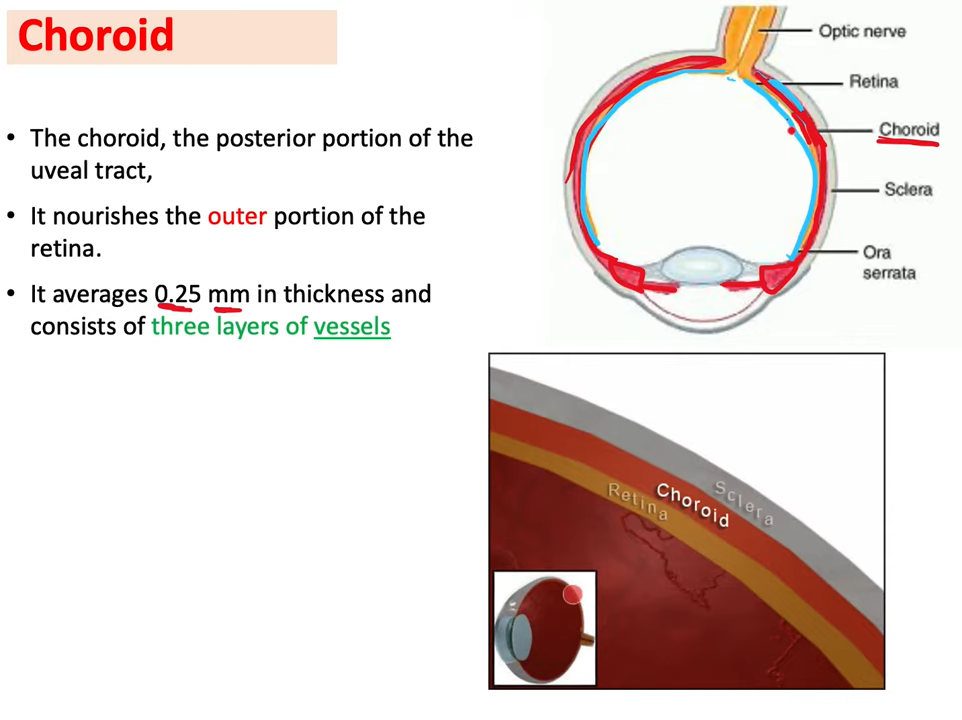 Choroid
• The choroid, the posterior portion of the
uveal tract,
• It nourishes the outer portion of the
retina.
• It averages 0.25 mm in thickness and
consists of three layers of vessels
Optic nerve
Retina
Choroid
Sclera
Ora
serrata
Sclera
Choroid
Retina